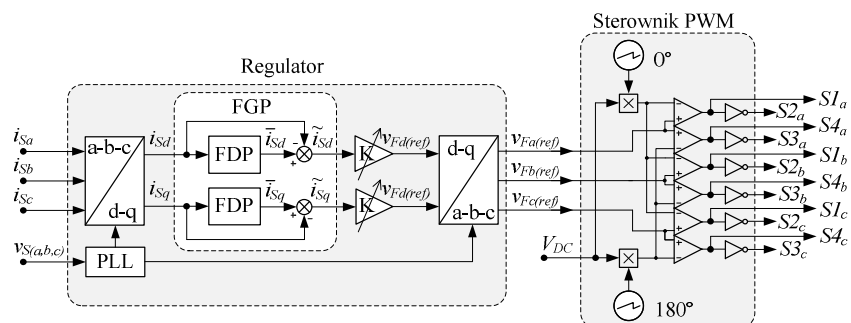 Sterownik PWM
Regulator
0°
FGP
i_Sa
i_Sb
i_Sc
v_S(a,b,c)
a-b-c
d-q
PLL
i_Sd
i_Sq
FDP
FDP
i̅_Sd
ĩ_Sd
i̅_Sq
ĩ_Sq
- +
+ -
K
K
v_Fd(ref)
v_Fd(ref)
d-q
a-b-c
v_Fa(ref)
v_Fb(ref)
v_Fc(ref)
V_DC
×
×
180°
- +
- +
- +
- +
- +
- +
S1_a
S2_a
S4_a
S3_a
S1_b
S2_b
S4_b
S3_b
S1_c
S2_c
S4_c
S3_c